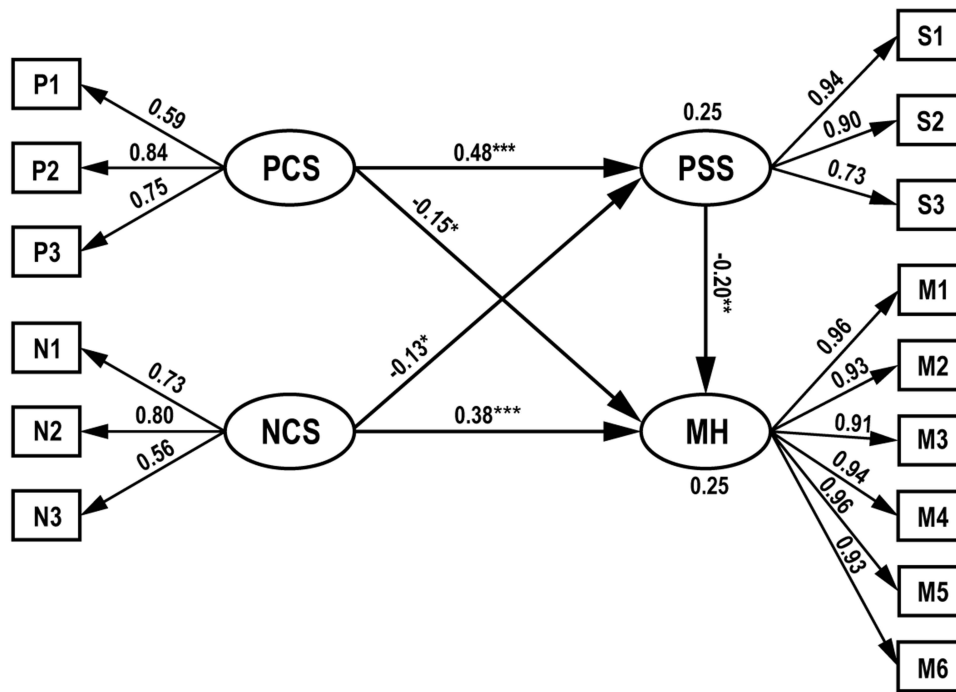 S1
0.94
P1
0.59
0.25
S2
0.90
P2
0.84
PCS
0.48***
PSS
0.73
S3
P3
0.75
-0.15*
-0.20**
M1
0.96
N1
0.73
-0.13*
M2
0.93
N2
0.80
NCS
0.38***
MH
0.91
M3
0.56
0.25
0.94
M4
N3
0.96
M5
0.93
M6